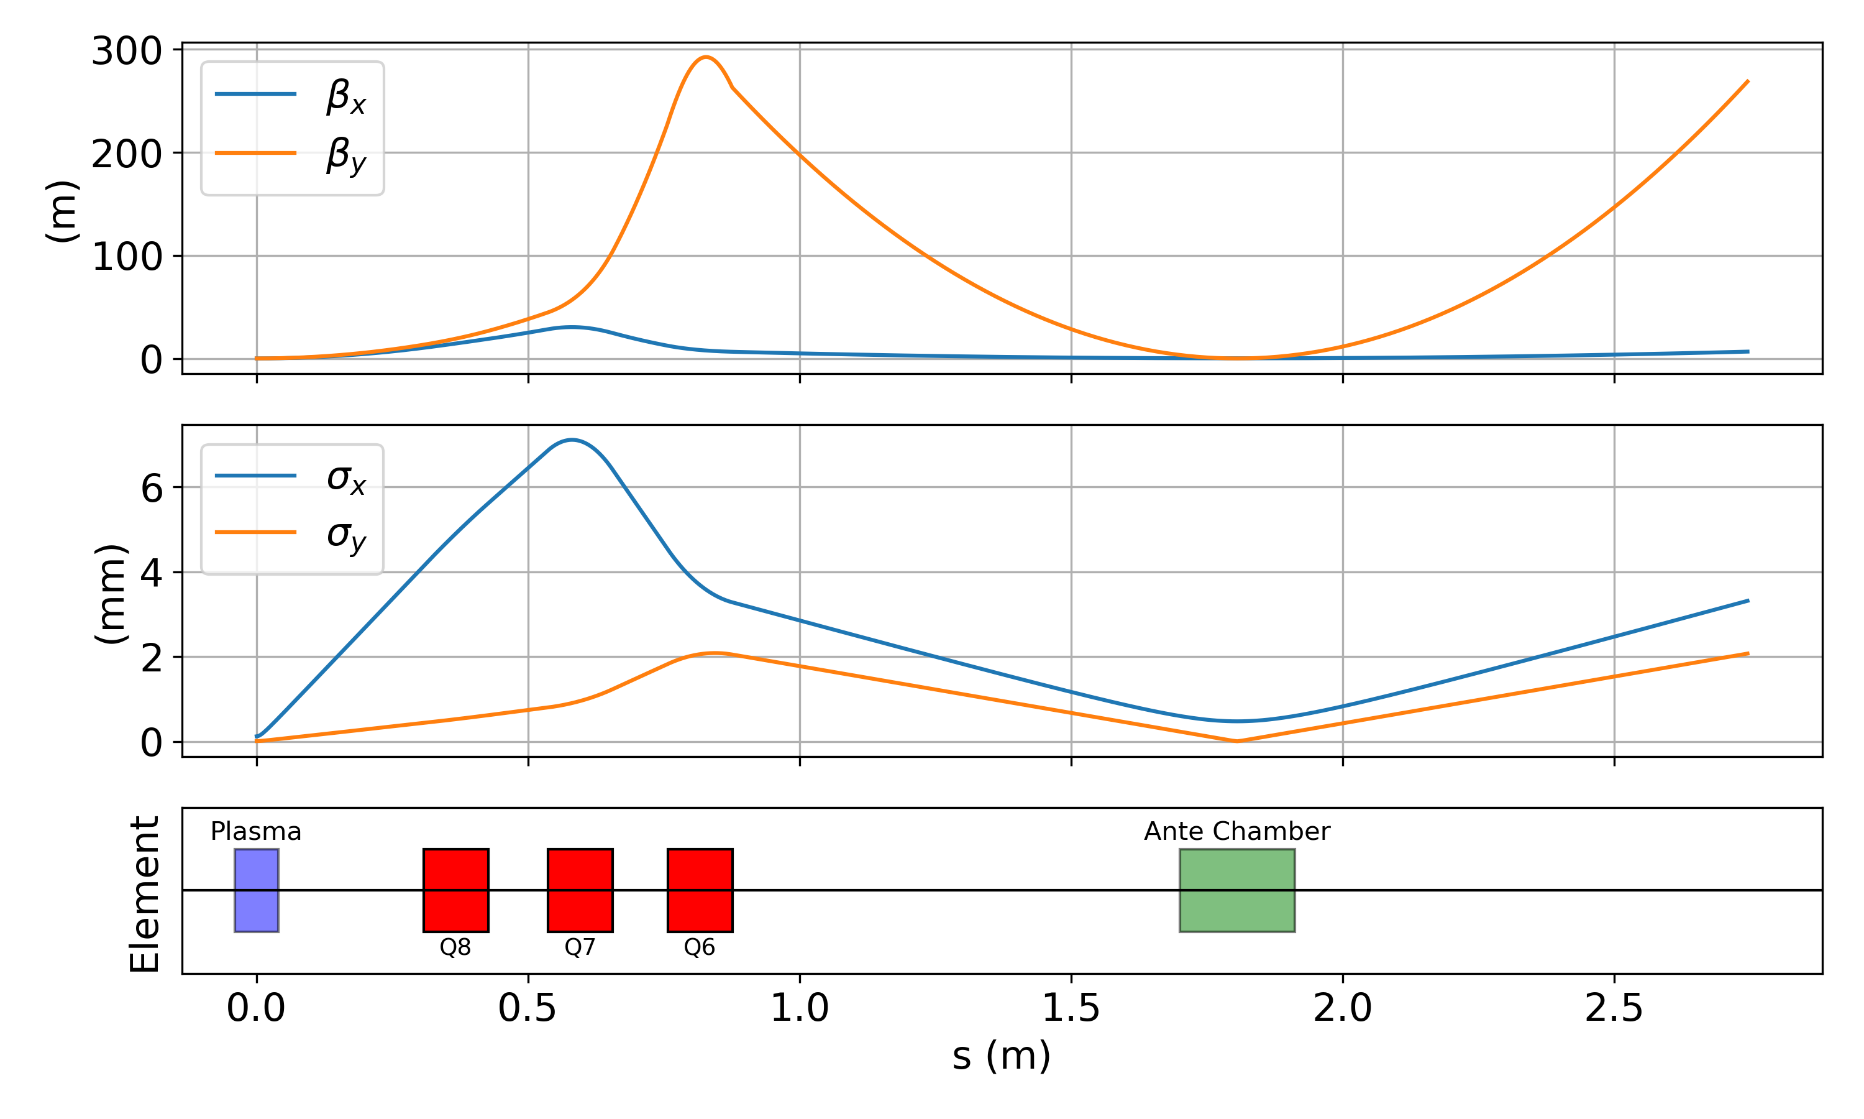 300
200
100
0
(m)
βx
βy
6
4
2
0
(mm)
σx
σy
Element
Plasma
Ante Chamber
Q8 Q7 Q6
0.0 0.5 1.0 1.5 2.0 2.5
s (m)